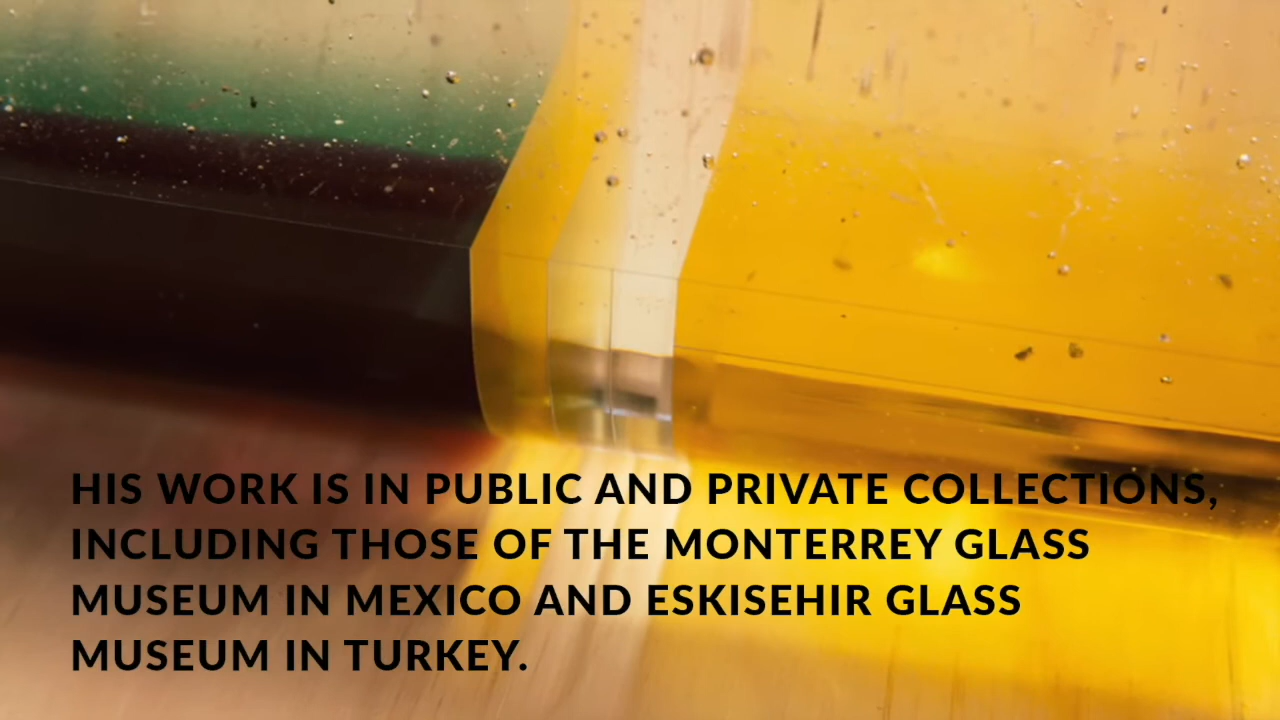 HIS WORK IS IN PUBLIC AND PRIVATE COLLECTIONS,
INCLUDING THOSE OF THE MONTERREY GLASS
MUSEUM IN MEXICO AND ESKISEHIR GLASS
MUSEUM IN TURKEY.